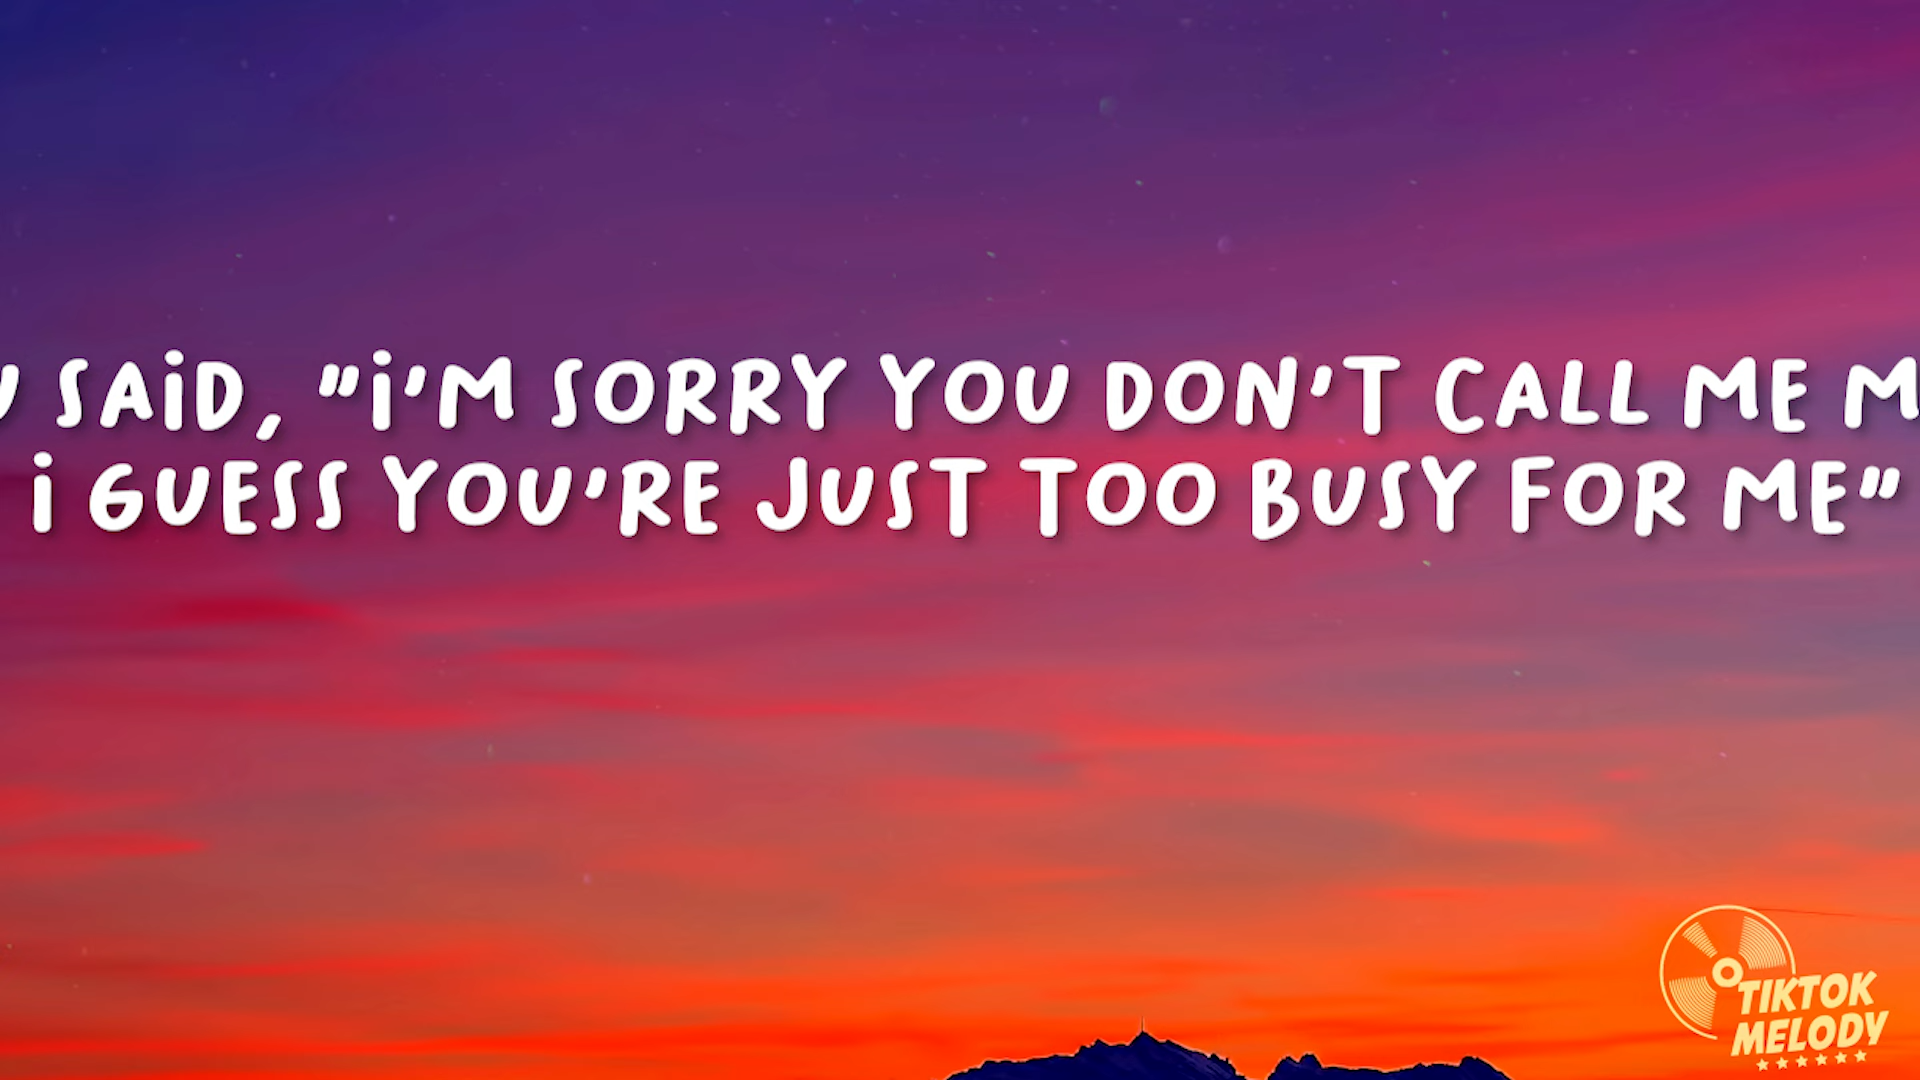 SAiD, "i'M SORRY YOU DON'T CALL ME
i GUESS YOU'RE JUST TOO BUSY FOR ME"
TIKTOK
MELODY